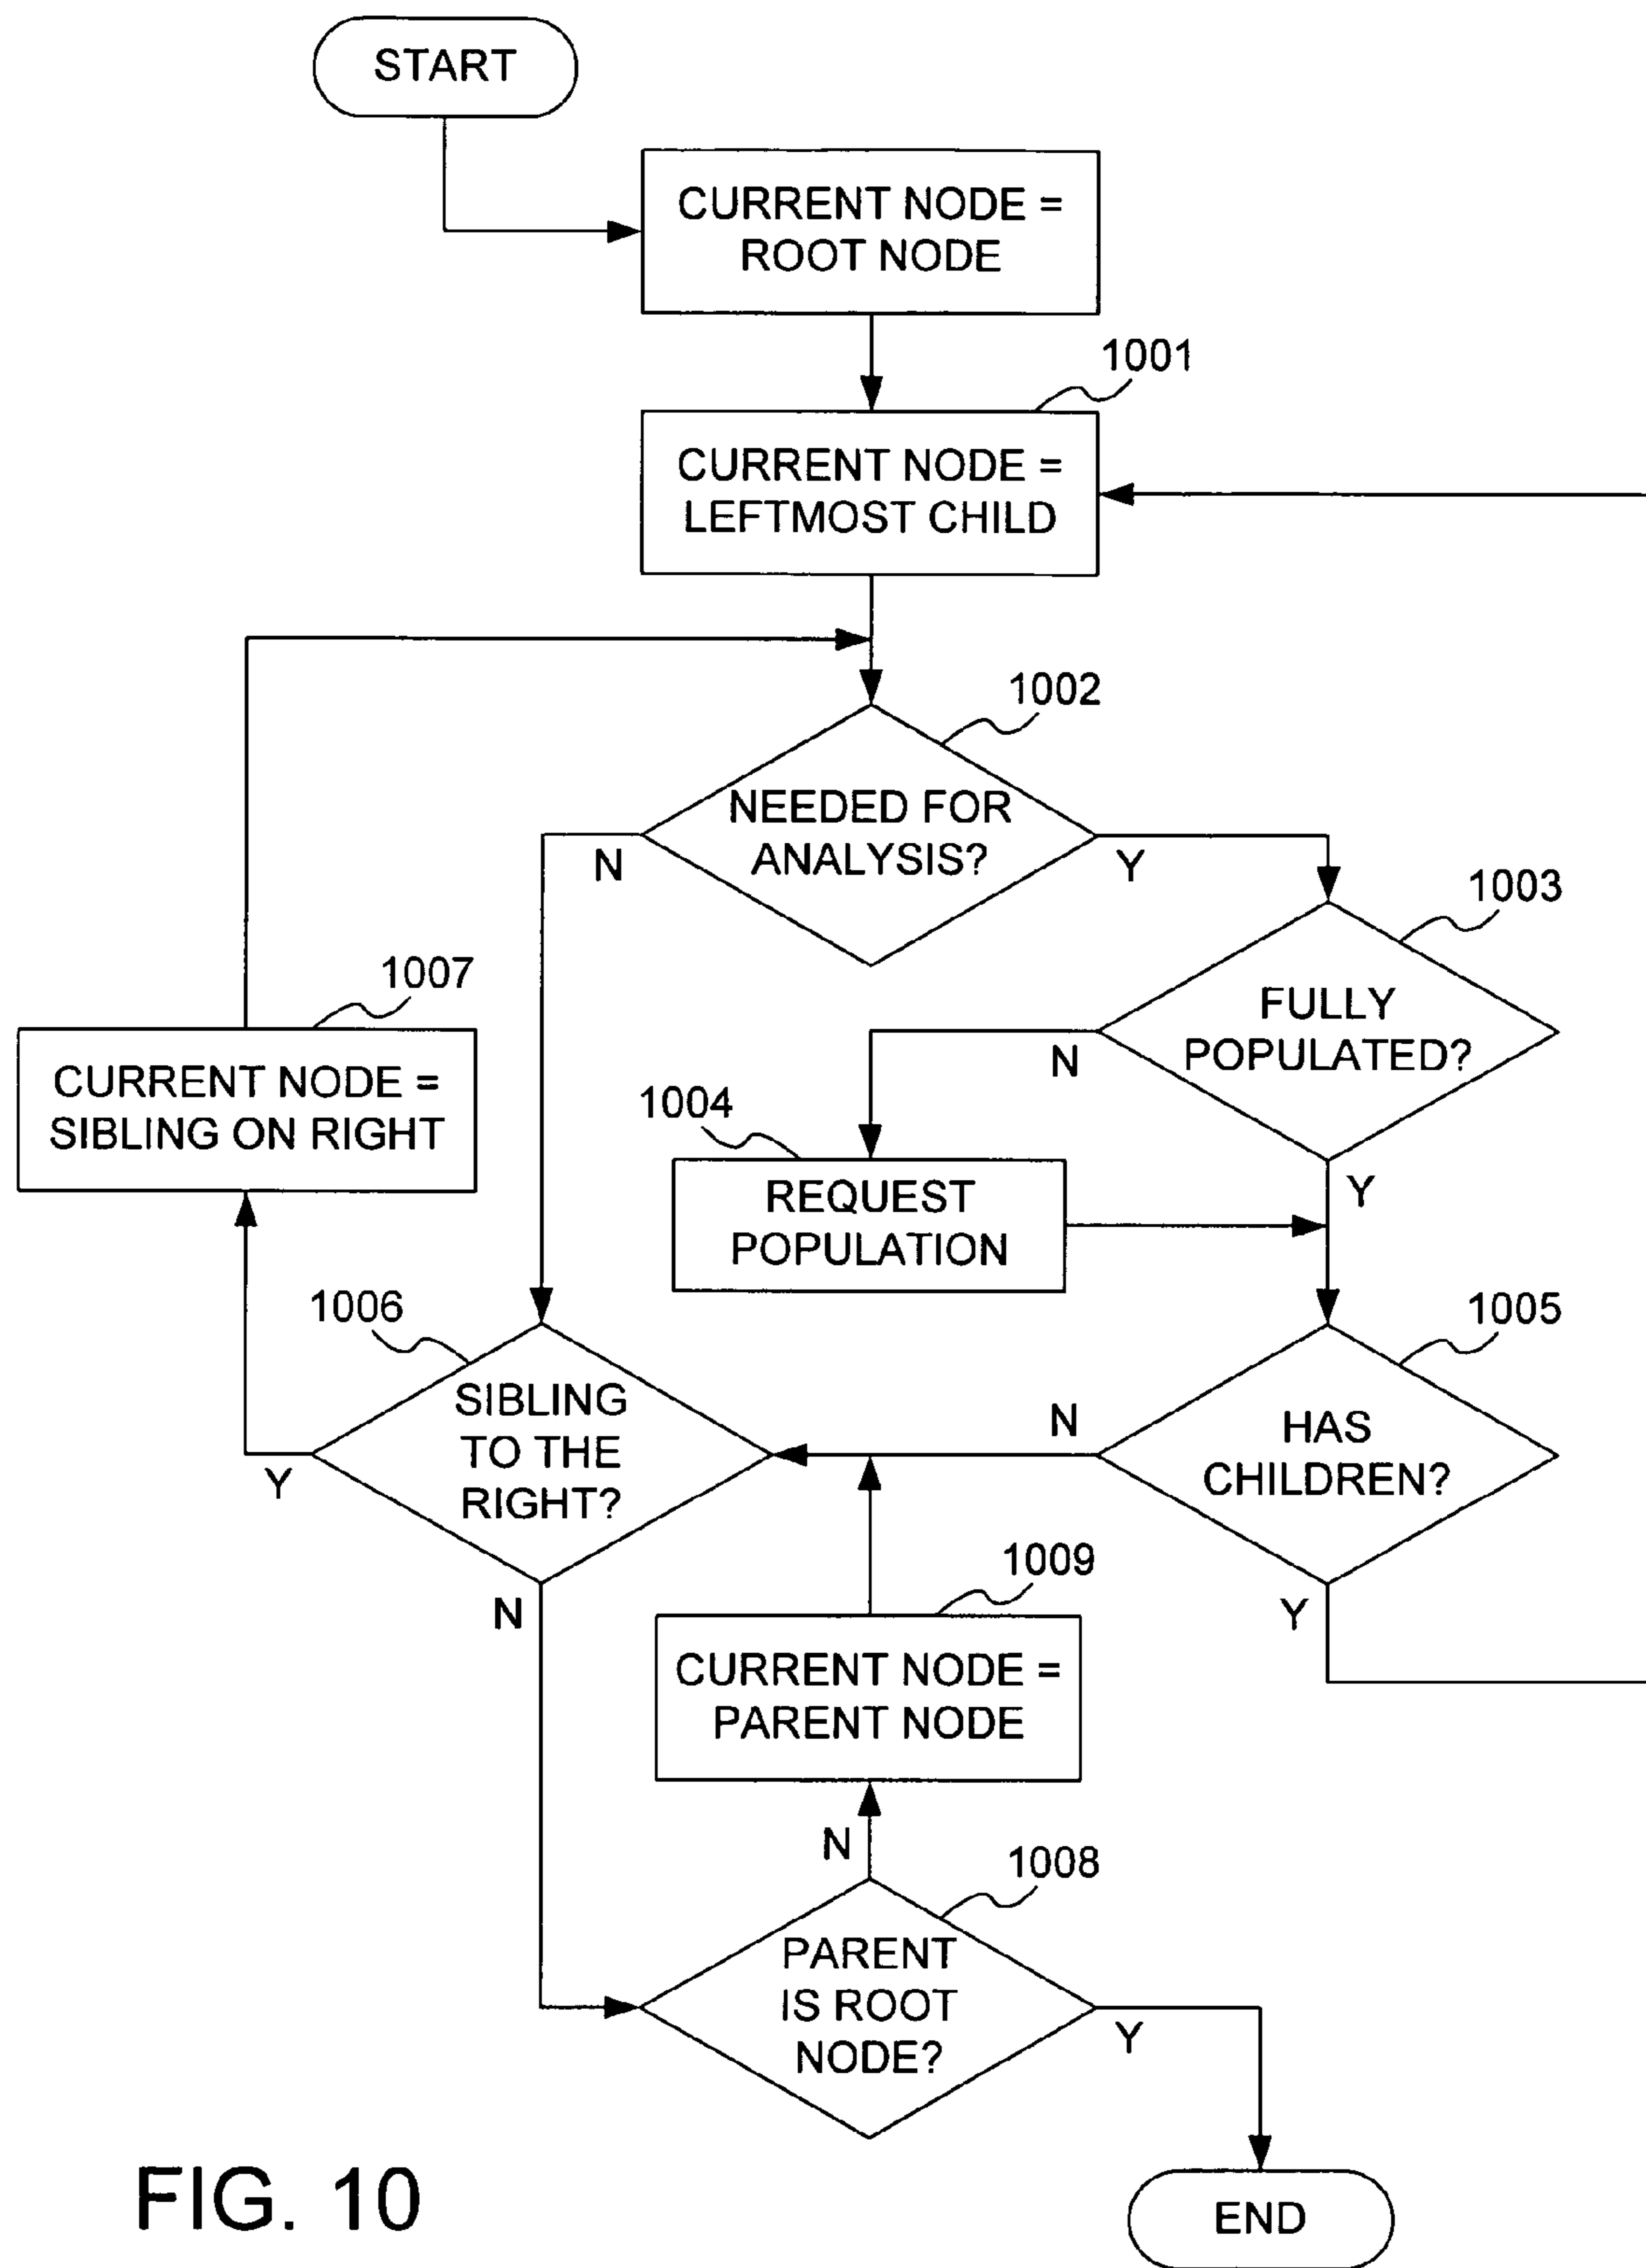 START
CURRENT NODE =
ROOT NODE
1001
CURRENT NODE =
LEFTMOST CHILD
1002
NEEDED FOR
ANALYSIS?
N
Y
1003
FULLY
POPULATED?
N
Y
1007
CURRENT NODE =
SIBLING ON RIGHT
1004
REQUEST
POPULATION
1006
SIBLING
TO THE
RIGHT?
Y
N
1005
HAS
CHILDREN?
N
Y
1009
CURRENT NODE =
PARENT NODE
N
1008
PARENT
IS ROOT
NODE?
Y
END
FIG. 10